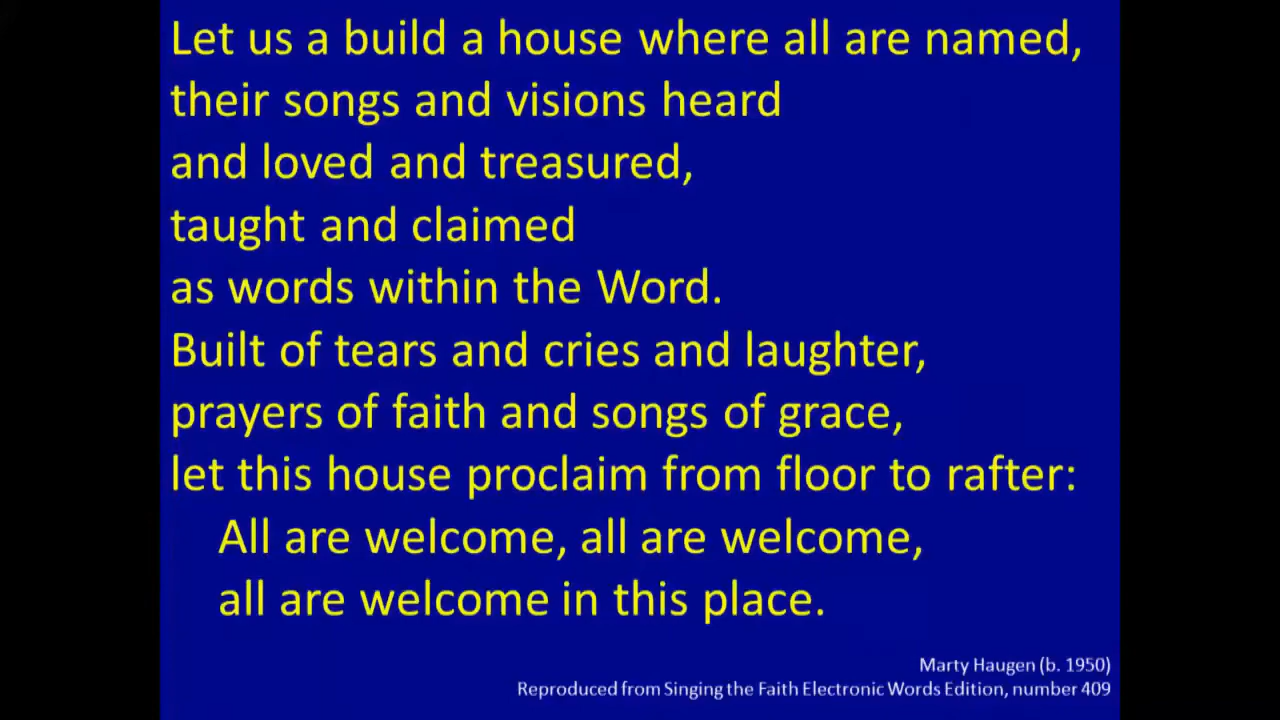 Let us a build a house where all are named,
their songs and visions heard
and loved and treasured,
taught and claimed
as words within the Word.
Built of tears and cries and laughter,
prayers of faith and songs of grace,
let this house proclaim from floor to rafter:
All are welcome, all are welcome,
all are welcome in this place.
Marty Haugen (b. 1950)
Reproduced from Singing the Faith Electronic Words Edition, number 409